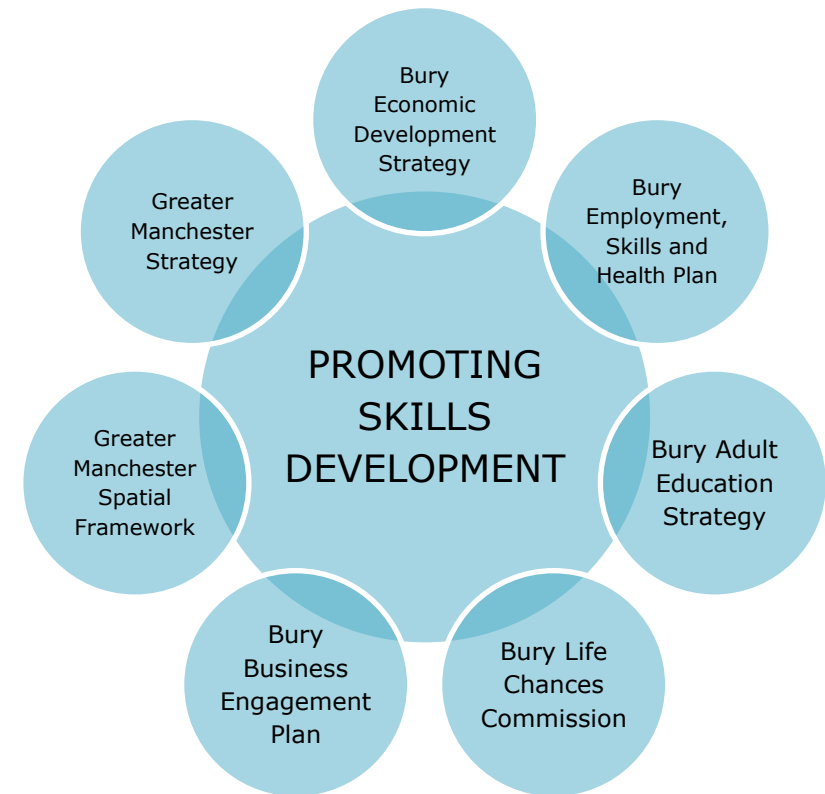 Bury
Economic
Development
Strategy
Bury
Employment,
Skills and
Health Plan
Bury Adult
Education
Strategy
Bury Life
Chances
Commission
Bury
Business
Engagement
Plan
Greater
Manchester
Spatial
Framework
Greater
Manchester
Strategy
PROMOTING
SKILLS
DEVELOPMENT